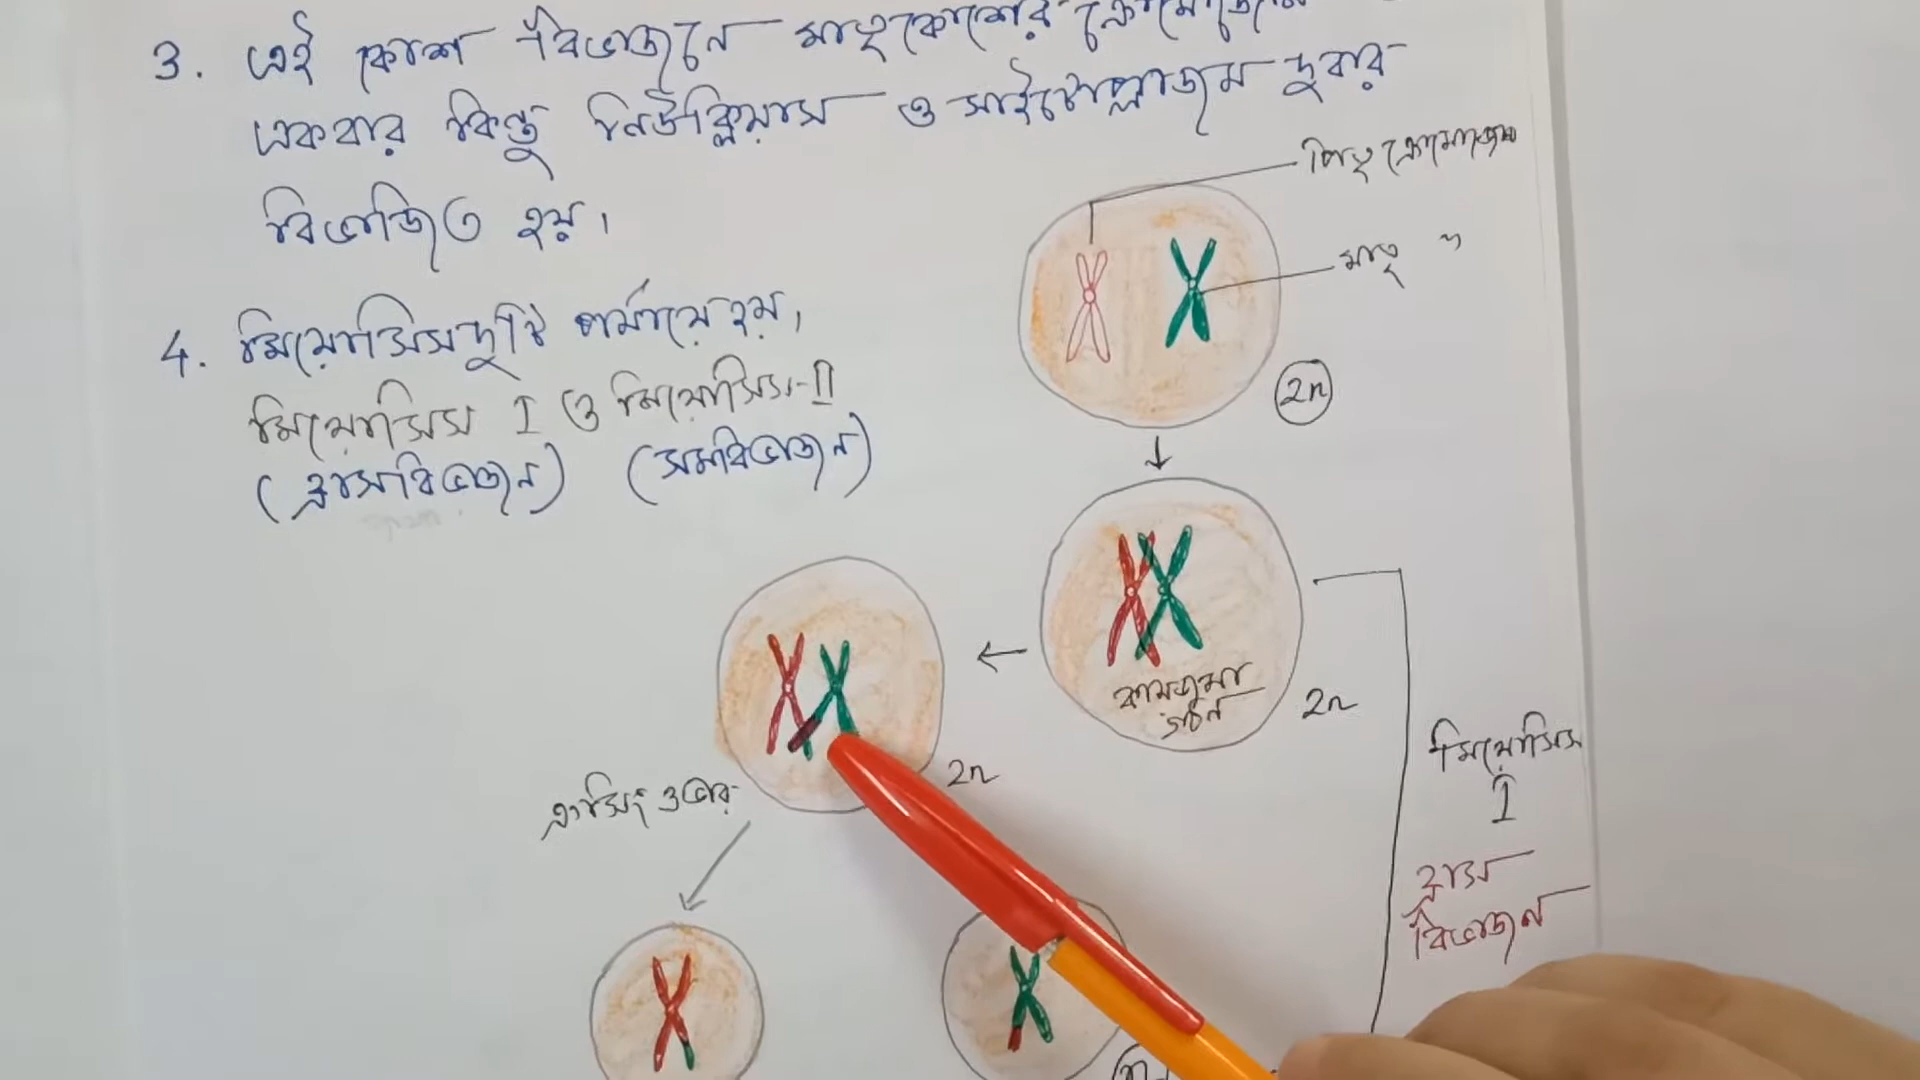 3. এই কোশ বিভাজনে মাতৃকোশের ক্রোমোজোম
একবার কিন্তু নিউক্লিয়াস ও সাইটোপ্লাজম দুবার
বিভাজিত হয়।
পিতৃ ক্রোমোজোম
মাতৃ "
2n
4. মিয়োসিস দুটি পর্যায়ে হয়,
মিয়োসিস I ও মিয়োসিস-II
(হ্রাসবিভাজন) (সমবিভাজন)
কায়াজমা
গঠন
2n
2n
ক্রসিং ওভার
মিয়োসিস
I
হ্রাস
বিভাজন